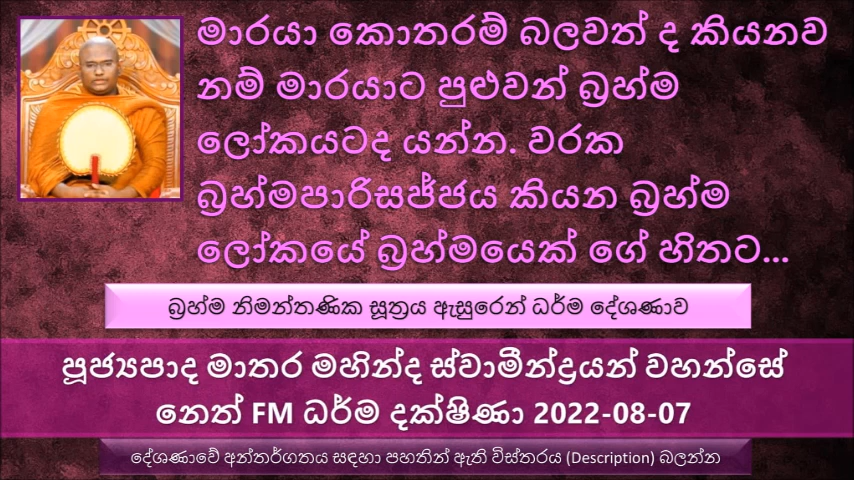 මාරයා කොතරම් බලවත් ද කියනව
නම් මාරයාට පුළුවන් බ්‍රහ්ම
ලෝකයටද යන්න. වරක
බ්‍රහ්මපාරිසජ්ජය කියන බ්‍රහ්ම
ලෝකයේ බ්‍රහ්මයෙක් ගේ හිතට...
බ්‍රහ්ම නිමන්තණික සූත්‍රය ඇසුරෙන් ධර්ම දේශණාව
පූජ්‍යපාද මාතර මහින්ද ස්වාමීන්ද්‍රයන් වහන්සේ
නෙත් FM ධර්ම දක්ෂිණා 2022-08-07
දේශණාවේ අන්තර්ගතය සඳහා පහතින් ඇති විස්තරය (Description) බලන්න